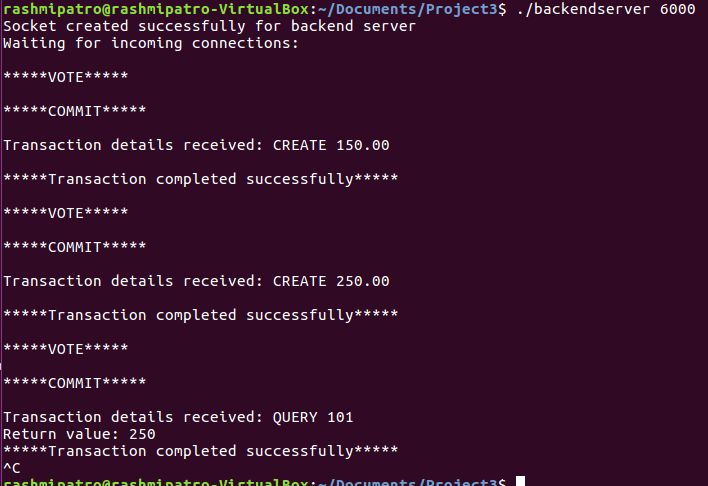 rashmipatro@rashmipatro-VirtualBox:~/Documents/Project3$ ./backendserver 6000
Socket created successfully for backend server
Waiting for incoming connections:
*****VOTE*****
*****COMMIT*****
Transaction details received: CREATE 150.00
*****Transaction completed successfully*****
*****VOTE*****
*****COMMIT*****
Transaction details received: CREATE 250.00
*****Transaction completed successfully*****
*****VOTE*****
*****COMMIT*****
Transaction details received: QUERY 101
Return value: 250
*****Transaction completed successfully*****
^C
rashmipatro@rashmipatro-VirtualBox:~/Documents/Project3$